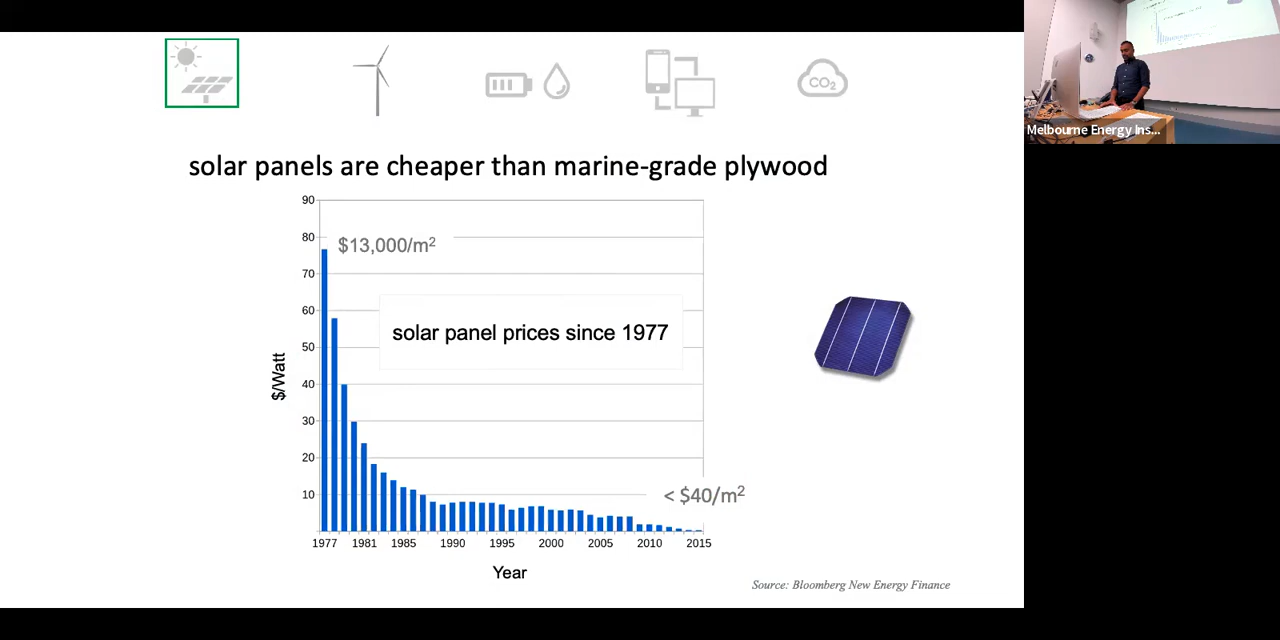 CO2
Melbourne Energy Ins...
solar panels are cheaper than marine-grade plywood
90
80
70
60
50
40
30
20
10
$/Watt
$13,000/m²
solar panel prices since 1977
< $40/m²
1977 1981 1985 1990 1995 2000 2005 2010 2015
Year
Source: Bloomberg New Energy Finance